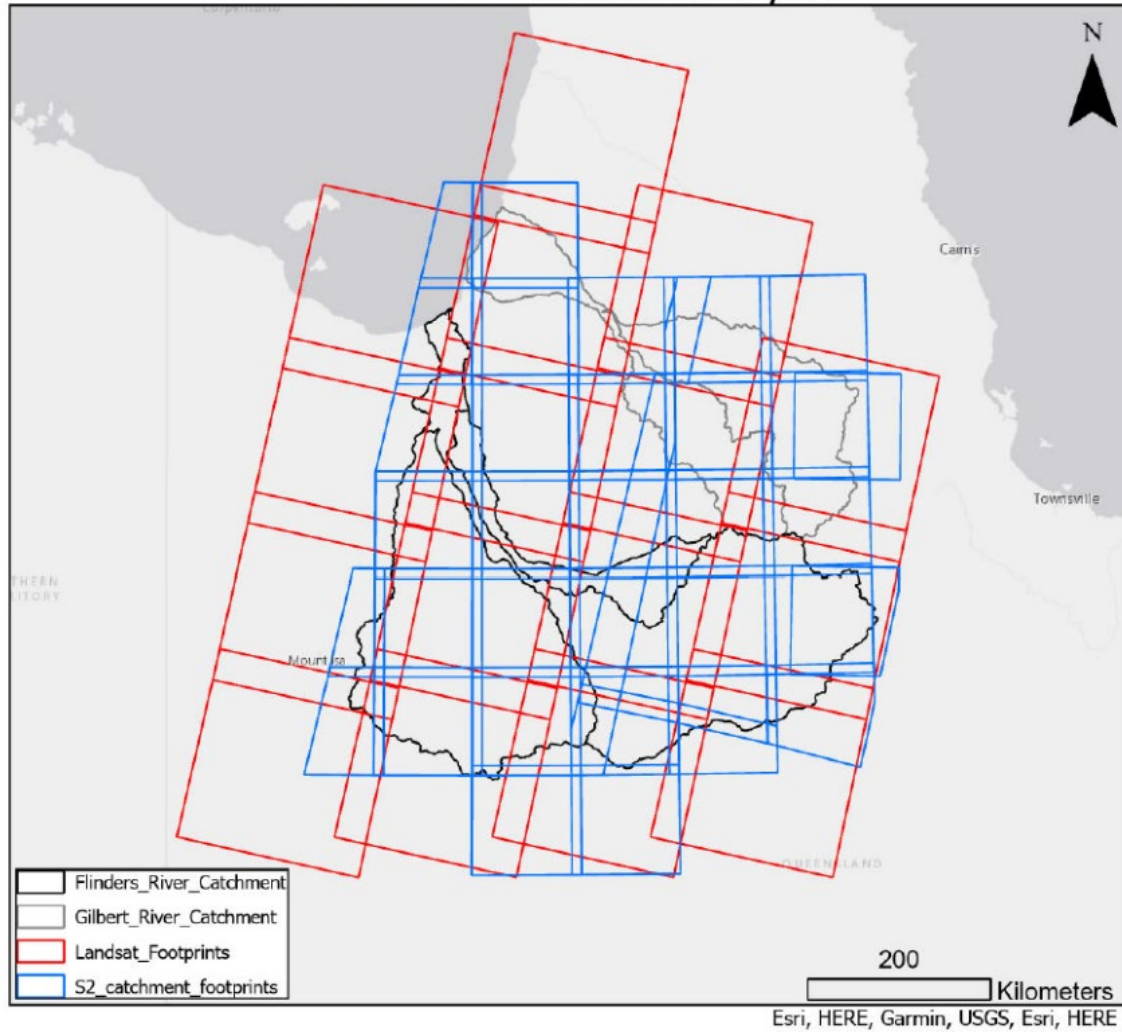 N
Cairns
Townsville
Mount Isa
QUEENSLAND
Flinders_River_Catchment
Gilbert_River_Catchment
Landsat_Footprints
S2_catchment_footprints
200
Kilometers
Esri, HERE, Garmin, USGS, Esri, HERE